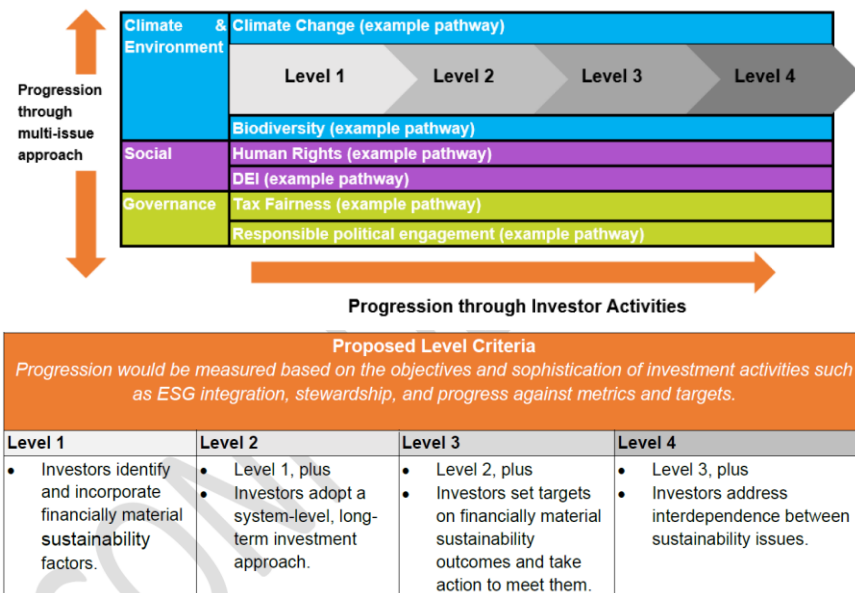 Progression
through
multi-issue
approach
Climate & Environment
Climate Change (example pathway)
Level 1
Level 2
Level 3
Level 4
Biodiversity (example pathway)
Social
Human Rights (example pathway)
DEI (example pathway)
Governance
Tax Fairness (example pathway)
Responsible political engagement (example pathway)
Progression through Investor Activities
Proposed Level Criteria
Progression would be measured based on the objectives and sophistication of investment activities such
as ESG integration, stewardship, and progress against metrics and targets.
Level 1
• Investors identify
and incorporate
financially material
sustainability
factors.
Level 2
• Level 1, plus
• Investors adopt a
system-level, long-
term investment
approach.
Level 3
• Level 2, plus
• Investors set targets
on financially material
sustainability
outcomes and take
action to meet them.
Level 4
• Level 3, plus
• Investors address
interdependence between
sustainability issues.